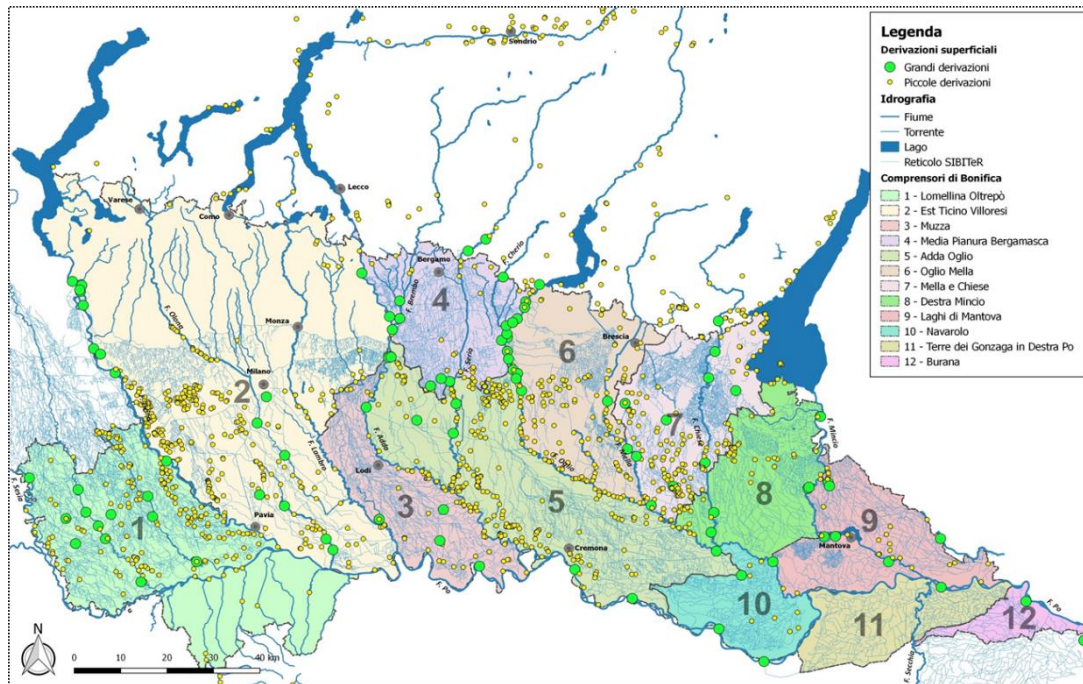 Legenda
Derivazioni superficiali
Grandi derivazioni
Piccole derivazioni
Idrografia
Fiume
Torrente
Lago
Reticolo SIBITeR
Comprensori di Bonifica
1 - Lomellina Oltrepò
2 - Est Ticino Villoresi
3 - Muzza
4 - Media Pianura Bergamasca
5 - Adda Oglio
6 - Oglio Mella
7 - Mella e Chiese
8 - Destra Mincio
9 - Laghi di Mantova
10 - Navarolo
11 - Terre dei Gonzaga in Destra Po
12 - Burana
Sondrio
Lecco
Varese
Como
F. Cherio
Bergamo
4
F. Brembo
F. Olona
Monza
Serio
Brescia
6
Milano
2
7
F. Mincio
F. Adda
F. Chiese
F. Lambro
F. Mella
Lodi
F. Oglio
F. Sesia
8
3
5
9
1
Pavia
Mantova
Cremona
F. Po
10
12
F. Po
11
N
F. Secchia
0 10 20 30 40 km